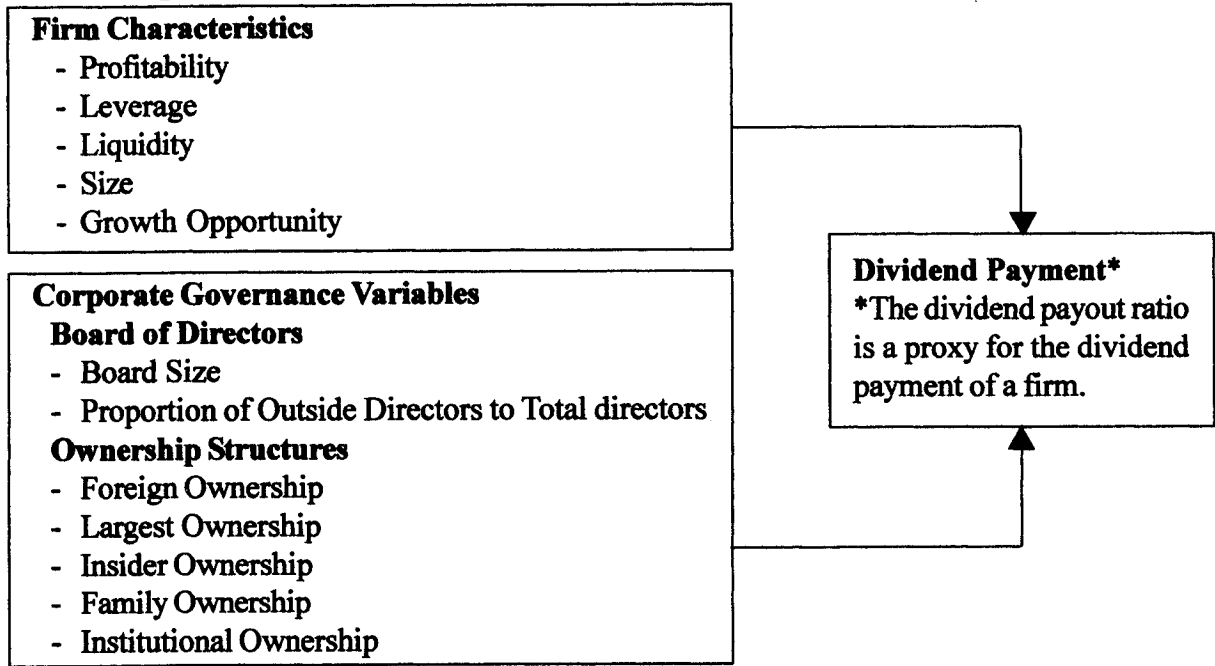 Firm Characteristics
- Profitability
- Leverage
- Liquidity
- Size
- Growth Opportunity
Corporate Governance Variables
Board of Directors
- Board Size
- Proportion of Outside Directors to Total directors
Ownership Structures
- Foreign Ownership
- Largest Ownership
- Insider Ownership
- Family Ownership
- Institutional Ownership
Dividend Payment*
*The dividend payout ratio
is a proxy for the dividend
payment of a firm.